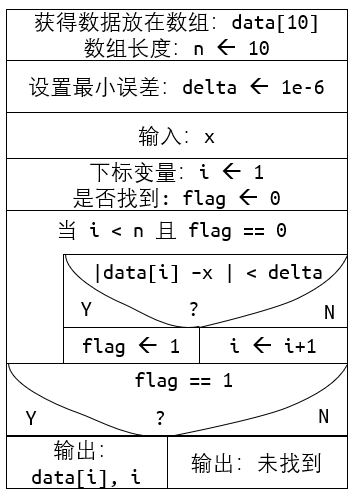 获得数据放在数组：data[10]
数组长度：n ← 10
设置最小误差：delta ← 1e-6
输入：x
下标变量：i ← 1
是否找到：flag ← 0
当 i < n 且 flag == 0
|data[i] –x | < delta
Y ? N
flag ← 1 i ← i+1
flag == 1
Y ? N
输出：
data[i], i
输出：未找到